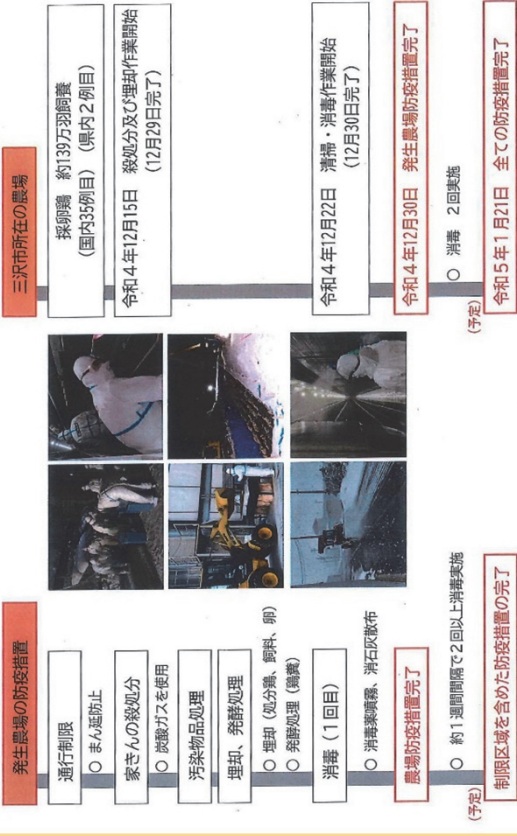 発生農場の防疫措置
通行制限
○ まん延防止
家きんの殺処分
○ 炭酸ガスを使用
汚染物品処理
埋却、発酵処理
○ 埋却（処分鶏、飼料、卵）
○ 発酵処理（鶏糞）
消毒（１回目）
○ 消毒薬噴霧、消石灰散布
農場防疫措置完了
○ 約１週間間隔で２回以上消毒実施
（予定）
制限区域を含めた防疫措置の完了
三沢市所在の農場
採卵鶏　約139万羽飼養
（国内35例目）（県内２例目）
令和４年12月15日　殺処分及び埋却作業開始
（12月29日完了）
令和４年12月22日　清掃・消毒作業開始
（12月30日完了）
令和４年12月30日　発生農場防疫措置完了
○ 消毒　２回実施
（予定）
令和５年１月21日　全ての防疫措置完了